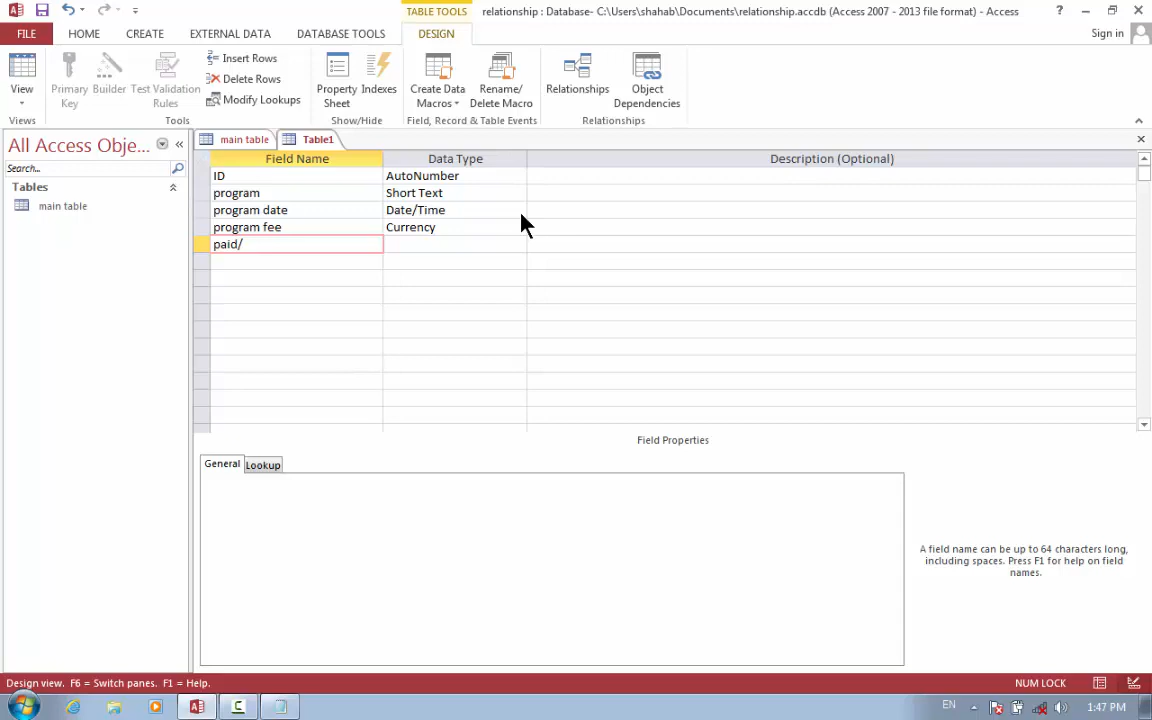 TABLE TOOLS
relationship : Database- C:\Users\shahab\Documents\relationship.accdb (Access 2007 - 2013 file format) - Access
FILE HOME CREATE EXTERNAL DATA DATABASE TOOLS DESIGN Sign in
View
Primary Key
Builder
Test Validation Rules
Insert Rows
Delete Rows
Modify Lookups
Property Sheet
Indexes
Create Data Macros
Rename/ Delete Macro
Relationships
Object Dependencies
Views Tools Show/Hide Field, Record & Table Events Relationships
All Access Obje...
Search...
Tables
main table
main table Table1
Field Name Data Type Description (Optional)
ID AutoNumber
program Short Text
program date Date/Time
program fee Currency
paid/
Field Properties
General Lookup
A field name can be up to 64 characters long,
including spaces. Press F1 for help on field
names.
Design view. F6 = Switch panes. F1 = Help. NUM LOCK
EN 1:47 PM